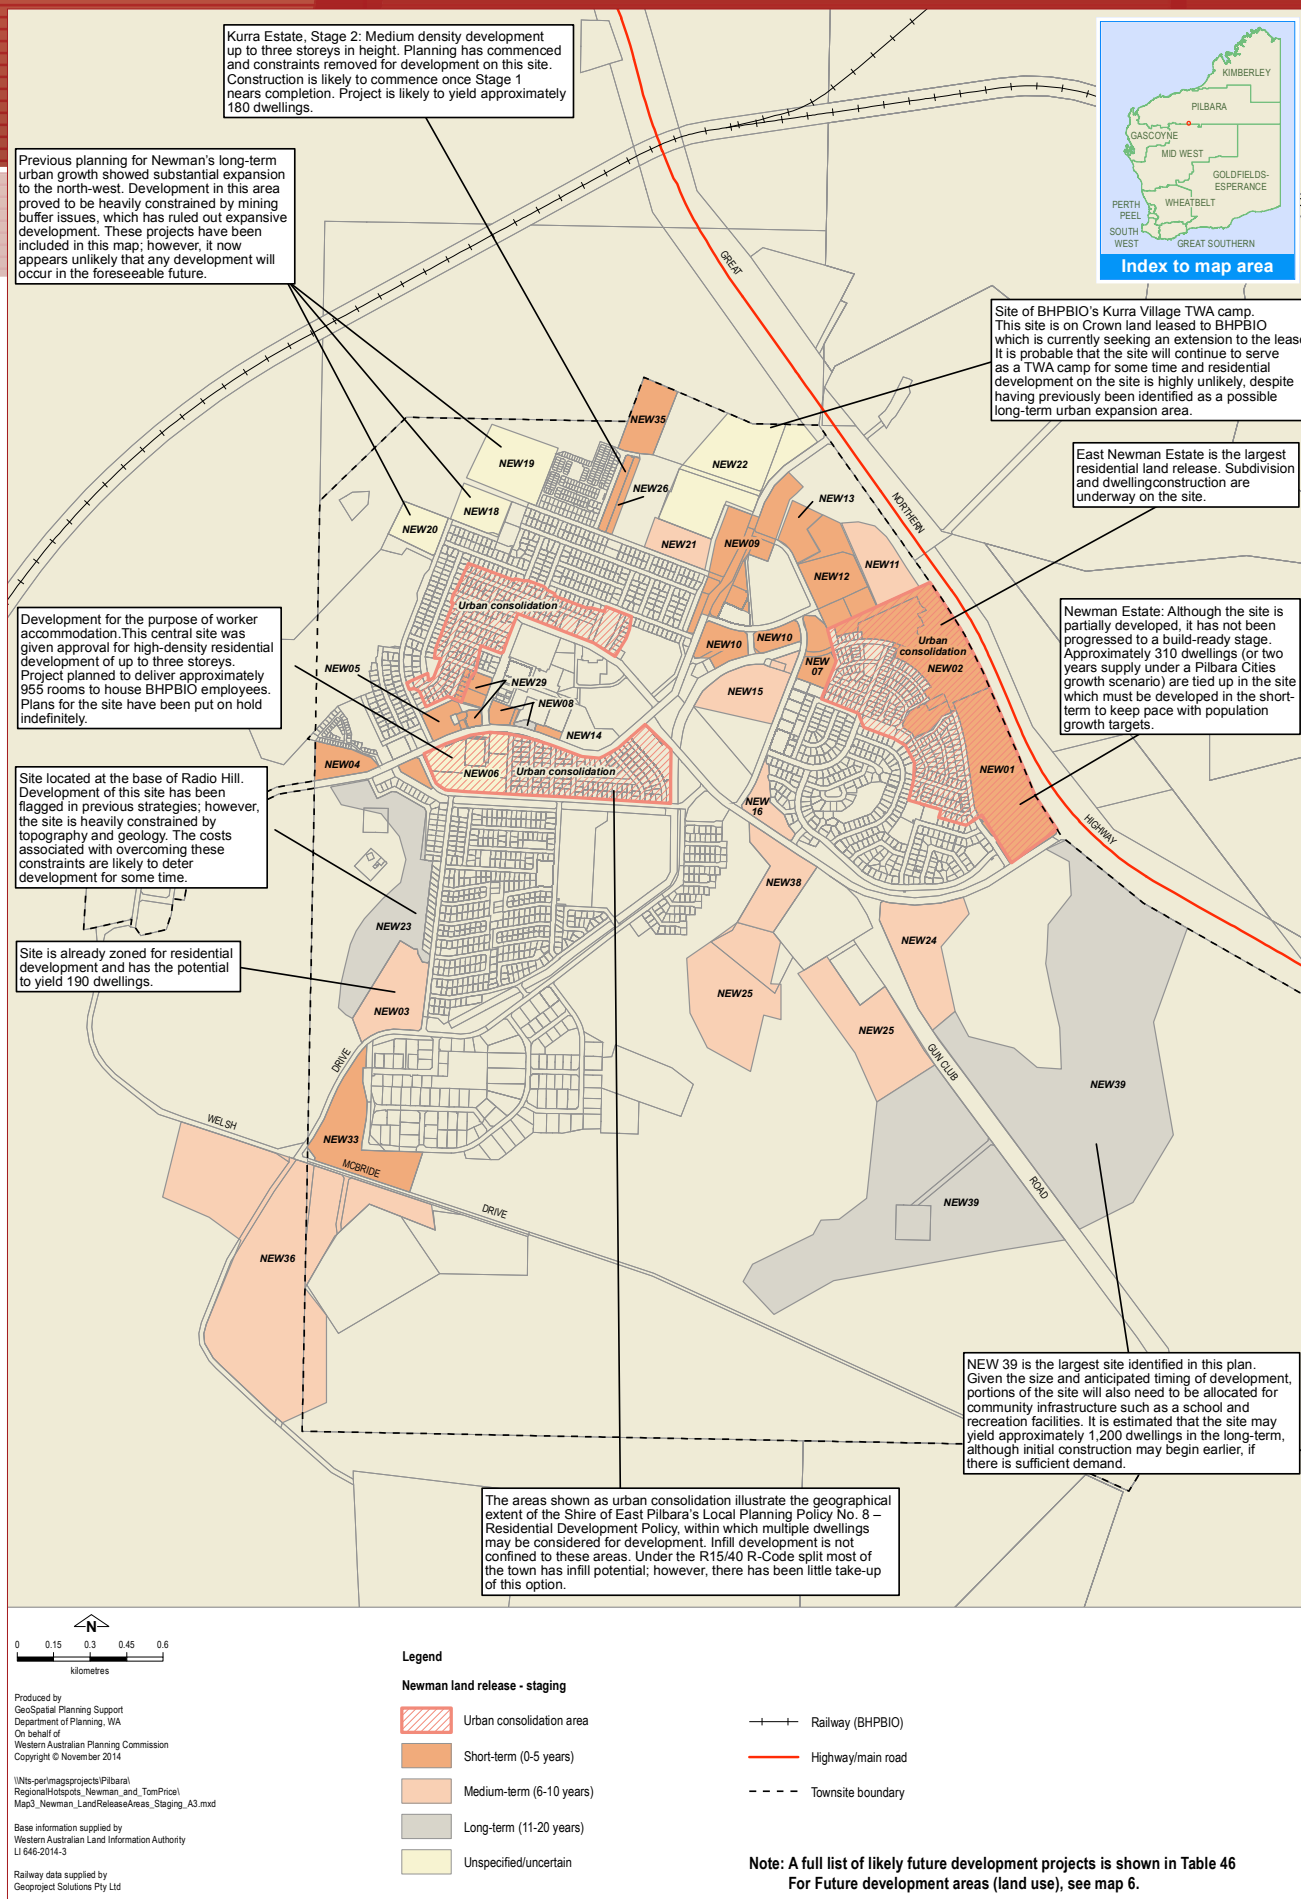 Kurra Estate, Stage 2: Medium density development
up to three storeys in height. Planning has commenced
and constraints removed for development on this site.
Construction is likely to commence once Stage 1
nears completion. Project is likely to yield approximately
180 dwellings.
Previous planning for Newman's long-term
urban growth showed substantial expansion
to the north-west. Development in this area
proved to be heavily constrained by mining
buffer issues, which has ruled out expansive
development. These projects have been
included in this map; however, it now
appears unlikely that any development will
occur in the foreseeable future.
KIMBERLEY
PILBARA
GASCOYNE
MID WEST
GOLDFIELDS-
ESPERANCE
WHEATBELT
PERTH
PEEL
SOUTH
WEST
GREAT SOUTHERN
Index to map area
GREAT
Site of BHPBIO's Kurra Village TWA camp.
This site is on Crown land leased to BHPBIO
which is currently seeking an extension to the lease
It is probable that the site will continue to serve
as a TWA camp for some time and residential
development on the site is highly unlikely, despite
having previously been identified as a possible
long-term urban expansion area.
East Newman Estate is the largest
residential land release. Subdivision
and dwellingconstruction are
underway on the site.
NEW35
NEW19
NEW22
NEW26
NEW13
NORTHERN
NEW18
NEW20
NEW21
NEW09
NEW11
NEW12
Development for the purpose of worker
accommodation.This central site was
given approval for high-density residential
development of up to three storeys.
Project planned to deliver approximately
955 rooms to house BHPBIO employees.
Plans for the site have been put on hold
indefinitely.
Urban consolidation
Newman Estate: Although the site is
partially developed, it has not been
progressed to a build-ready stage.
Approximately 310 dwellings (or two
years supply under a Pilbara Cities
growth scenario) are tied up in the site
which must be developed in the short-
term to keep pace with population
growth targets.
NEW10
NEW10
NEW
07
Urban
consolidation
NEW02
NEW05
NEW29
NEW08
NEW15
NEW14
NEW04
NEW06
Urban consolidation
NEW01
Site located at the base of Radio Hill.
Development of this site has been
flagged in previous strategies; however,
the site is heavily constrained by
topography and geology. The costs
associated with overcoming these
constraints are likely to deter
development for some time.
NEW
16
HIGHWAY
NEW38
NEW23
NEW24
Site is already zoned for residential
development and has the potential
to yield 190 dwellings.
NEW25
NEW03
NEW25
DRIVE
GUN CLUB
NEW39
WELSH
NEW33
MCBRIDE
ROAD
NEW39
DRIVE
NEW36
NEW 39 is the largest site identified in this plan.
Given the size and anticipated timing of development,
portions of the site will also need to be allocated for
community infrastructure such as a school and
recreation facilities. It is estimated that the site may
yield approximately 1,200 dwellings in the long-term,
although initial construction may begin earlier, if
there is sufficient demand.
The areas shown as urban consolidation illustrate the geographical
extent of the Shire of East Pilbara's Local Planning Policy No. 8 –
Residential Development Policy, within which multiple dwellings
may be considered for development. Infill development is not
confined to these areas. Under the R15/40 R-Code split most of
the town has infill potential; however, there has been little take-up
of this option.
N
0 0.15 0.3 0.45 0.6
kilometres
Produced by
GeoSpatial Planning Support
Department of Planning, WA
On behalf of
Western Australian Planning Commission
Copyright © November 2014
\\Nts-per\magsprojects\Pilbara\
RegionalHotspots_Newman_and_TomPrice\
Map3_Newman_LandReleaseAreas_Staging_A3.mxd
Base information supplied by
Western Australian Land Information Authority
LI 646-2014-3
Railway data supplied by
Geoproject Solutions Pty Ltd
Legend
Newman land release - staging
Urban consolidation area
Short-term (0-5 years)
Medium-term (6-10 years)
Long-term (11-20 years)
Unspecified/uncertain
Railway (BHPBIO)
Highway/main road
Townsite boundary
Note: A full list of likely future development projects is shown in Table 46
For Future development areas (land use), see map 6.